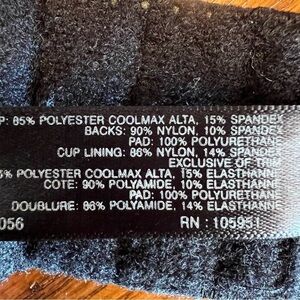 P: 85% POLYESTER COOLMAX ALTA, 15% SPANDEX
BACKS: 90% NYLON, 10% SPANDEX
PAD: 100% POLYURETHANE
CUP LINING: 86% NYLON, 14% SPANDEX
EXCLUSIVE OF TRIM
5% POLYESTER COOLMAX ALTA, 15% ELASTHANNE
COTE: 90% POLYAMIDE, 10% ELASTHANNE
PAD: 100% POLYURETHANE
DOUBLURE: 86% POLYAMIDE, 14% ELASTHANNE
056 RN : 105951